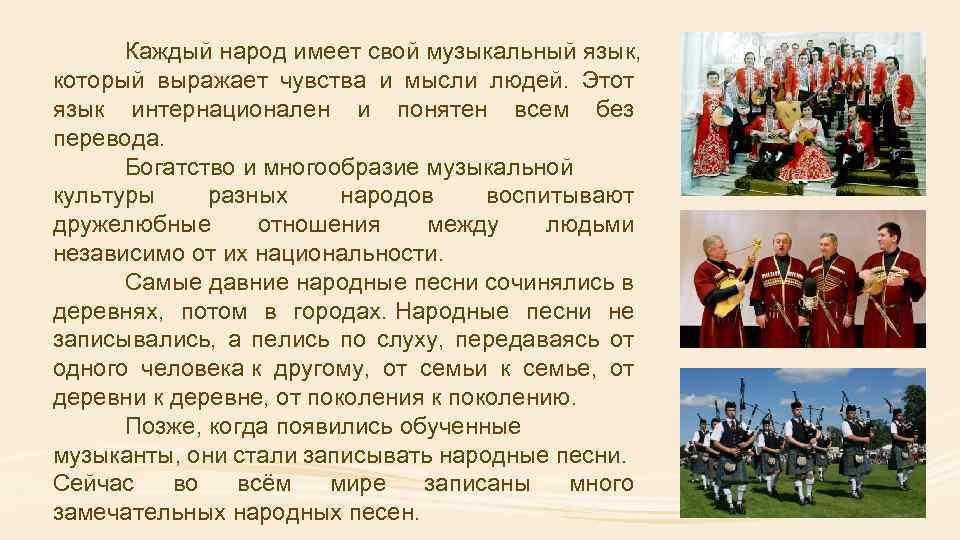 Каждый народ имеет свой музыкальный язык,
который выражает чувства и мысли людей. Этот
язык интернационален и понятен всем без
перевода.
Богатство и многообразие музыкальной
культуры разных народов воспитывают
дружелюбные отношения между людьми
независимо от их национальности.
Самые давние народные песни сочинялись в
деревнях, потом в городах. Народные песни не
записывались, а пелись по слуху, передаваясь от
одного человека к другому, от семьи к семье, от
деревни к деревне, от поколения к поколению.
Позже, когда появились обученные
музыканты, они стали записывать народные песни.
Сейчас во всём мире записаны много
замечательных народных песен.